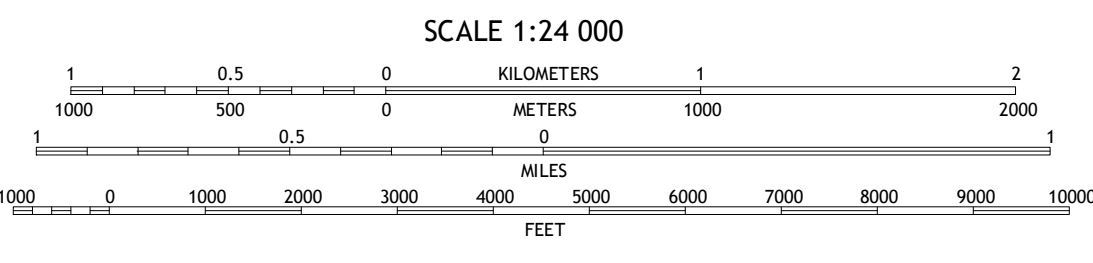 SCALE 1:24 000
1 0.5 0 KILOMETERS 1 2
1000 500 0 METERS 1000 2000
1 0.5 0 1
MILES
1000 0 1000 2000 3000 4000 5000 6000 7000 8000 9000 10000
FEET